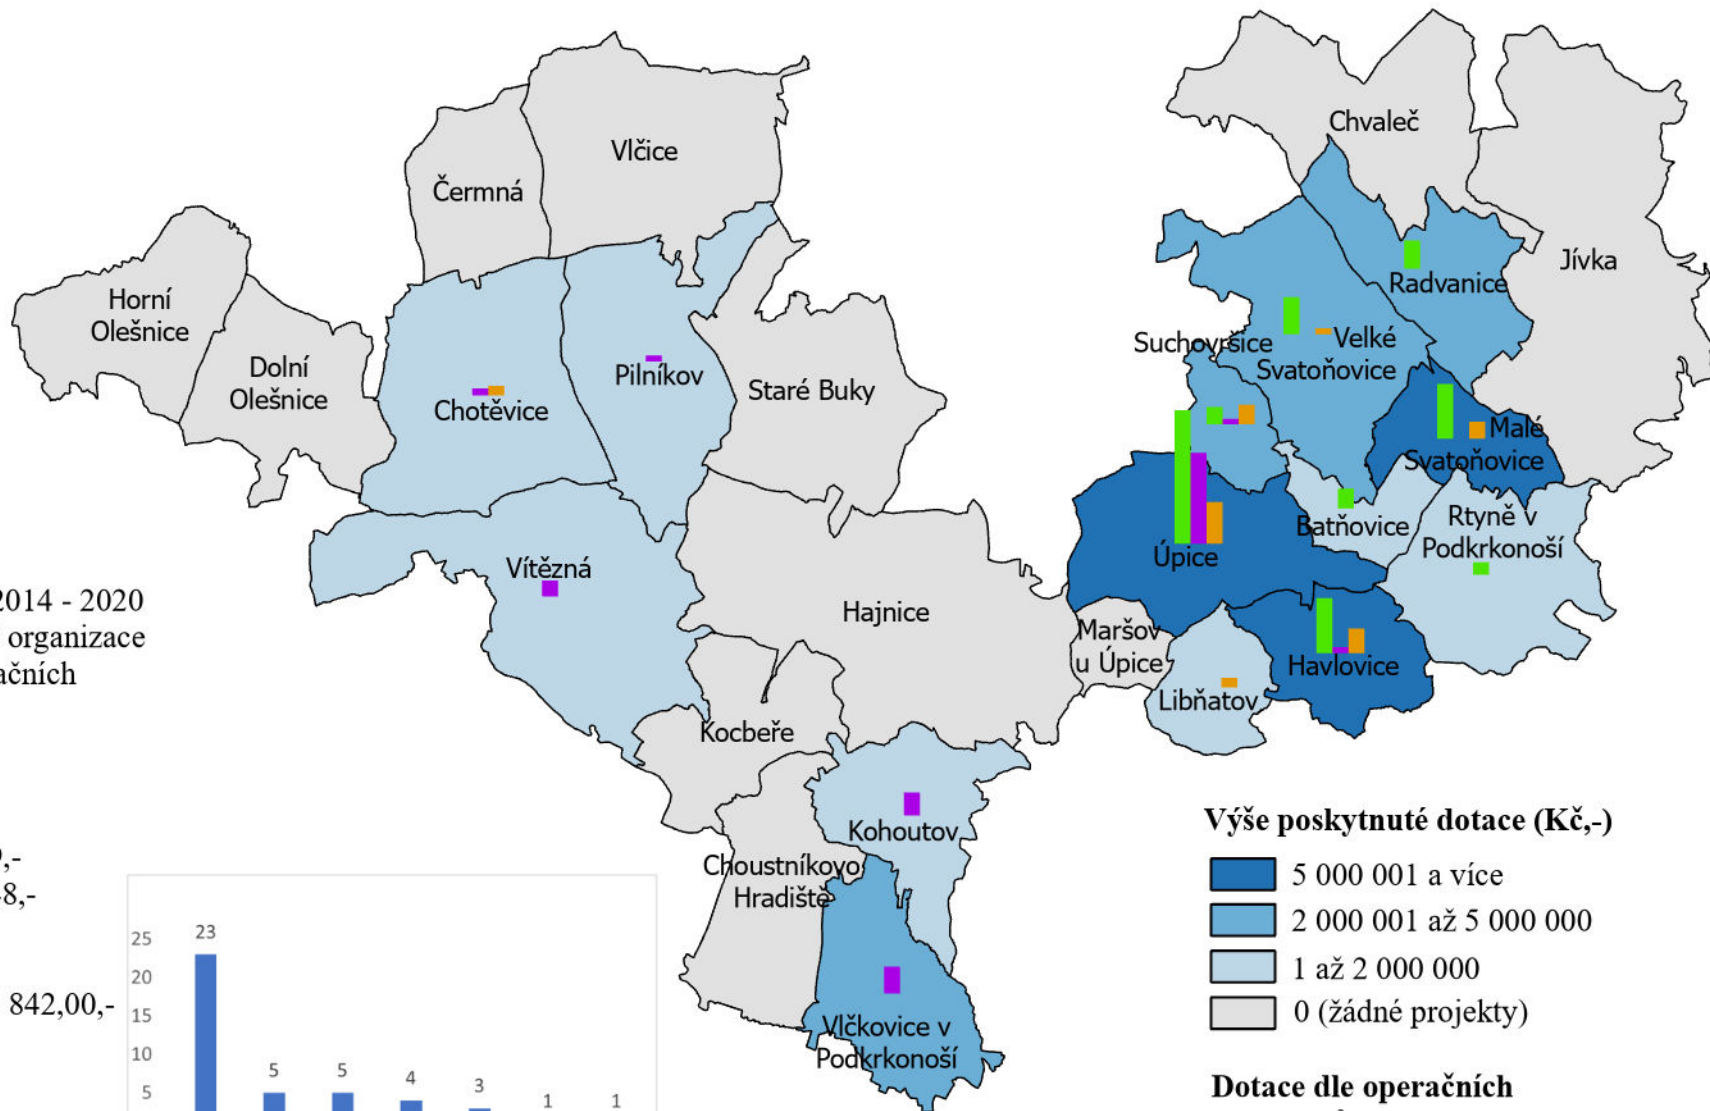 Chvaleč
Vlčice
Čermná
Jívka
Radvanice
Horní
Olešnice
Suchovršice
Velké
Svatoňovice
Dolní
Olešnice
Pilníkov
Staré Buky
Chotěvice
Malé
Svatoňovice
Batňovice
Rtyně v
Podkrkonoší
Úpice
Vítězná
Hajnice
Maršov
u Úpice
Havlovice
Libňatov
Kocbeře
Kohoutov
Choustníkovo
Hradiště
Vlčkovice v
Podkrkonoší
2014 - 2020
organizace
8,-
842,00,-
25
20
15
10
5
23
5
5
4
3
1
1
Výše poskytnuté dotace (Kč,-)
5 000 001 a více
2 000 001 až 5 000 000
1 až 2 000 000
0 (žádné projekty)
Dotace dle operačních